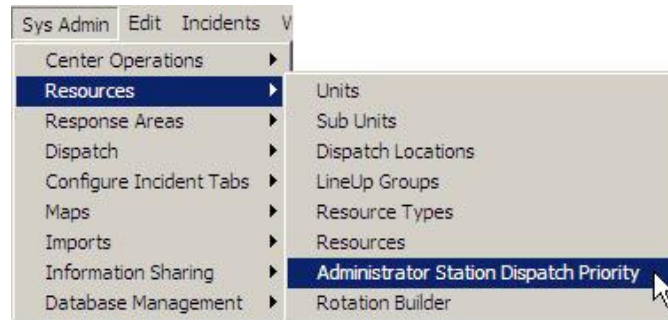 Sys Admin Edit Incidents
Center Operations
Resources
Response Areas
Dispatch
Configure Incident Tabs
Maps
Imports
Information Sharing
Database Management
Units
Sub Units
Dispatch Locations
LineUp Groups
Resource Types
Resources
Administrator Station Dispatch Priority
Rotation Builder